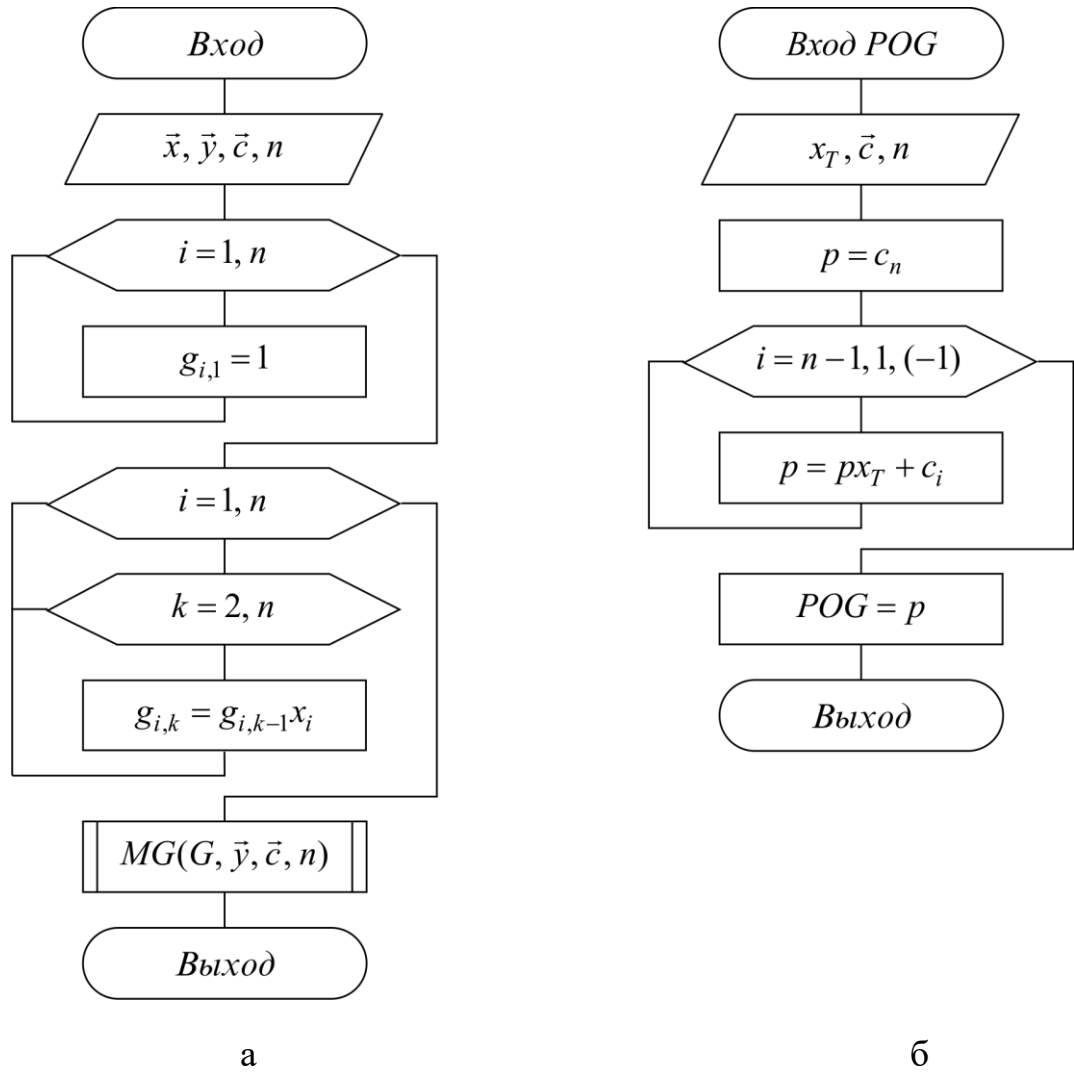 Вход
x⃗, y⃗, c⃗, n
i = 1, n
g_{i,1} = 1
i = 1, n
k = 2, n
g_{i,k} = g_{i,k−1}x_i
MG(G, y⃗, c⃗, n)
Выход
а
Вход POG
x_T, c⃗, n
p = c_n
i = n − 1, 1, (−1)
p = px_T + c_i
POG = p
Выход
б